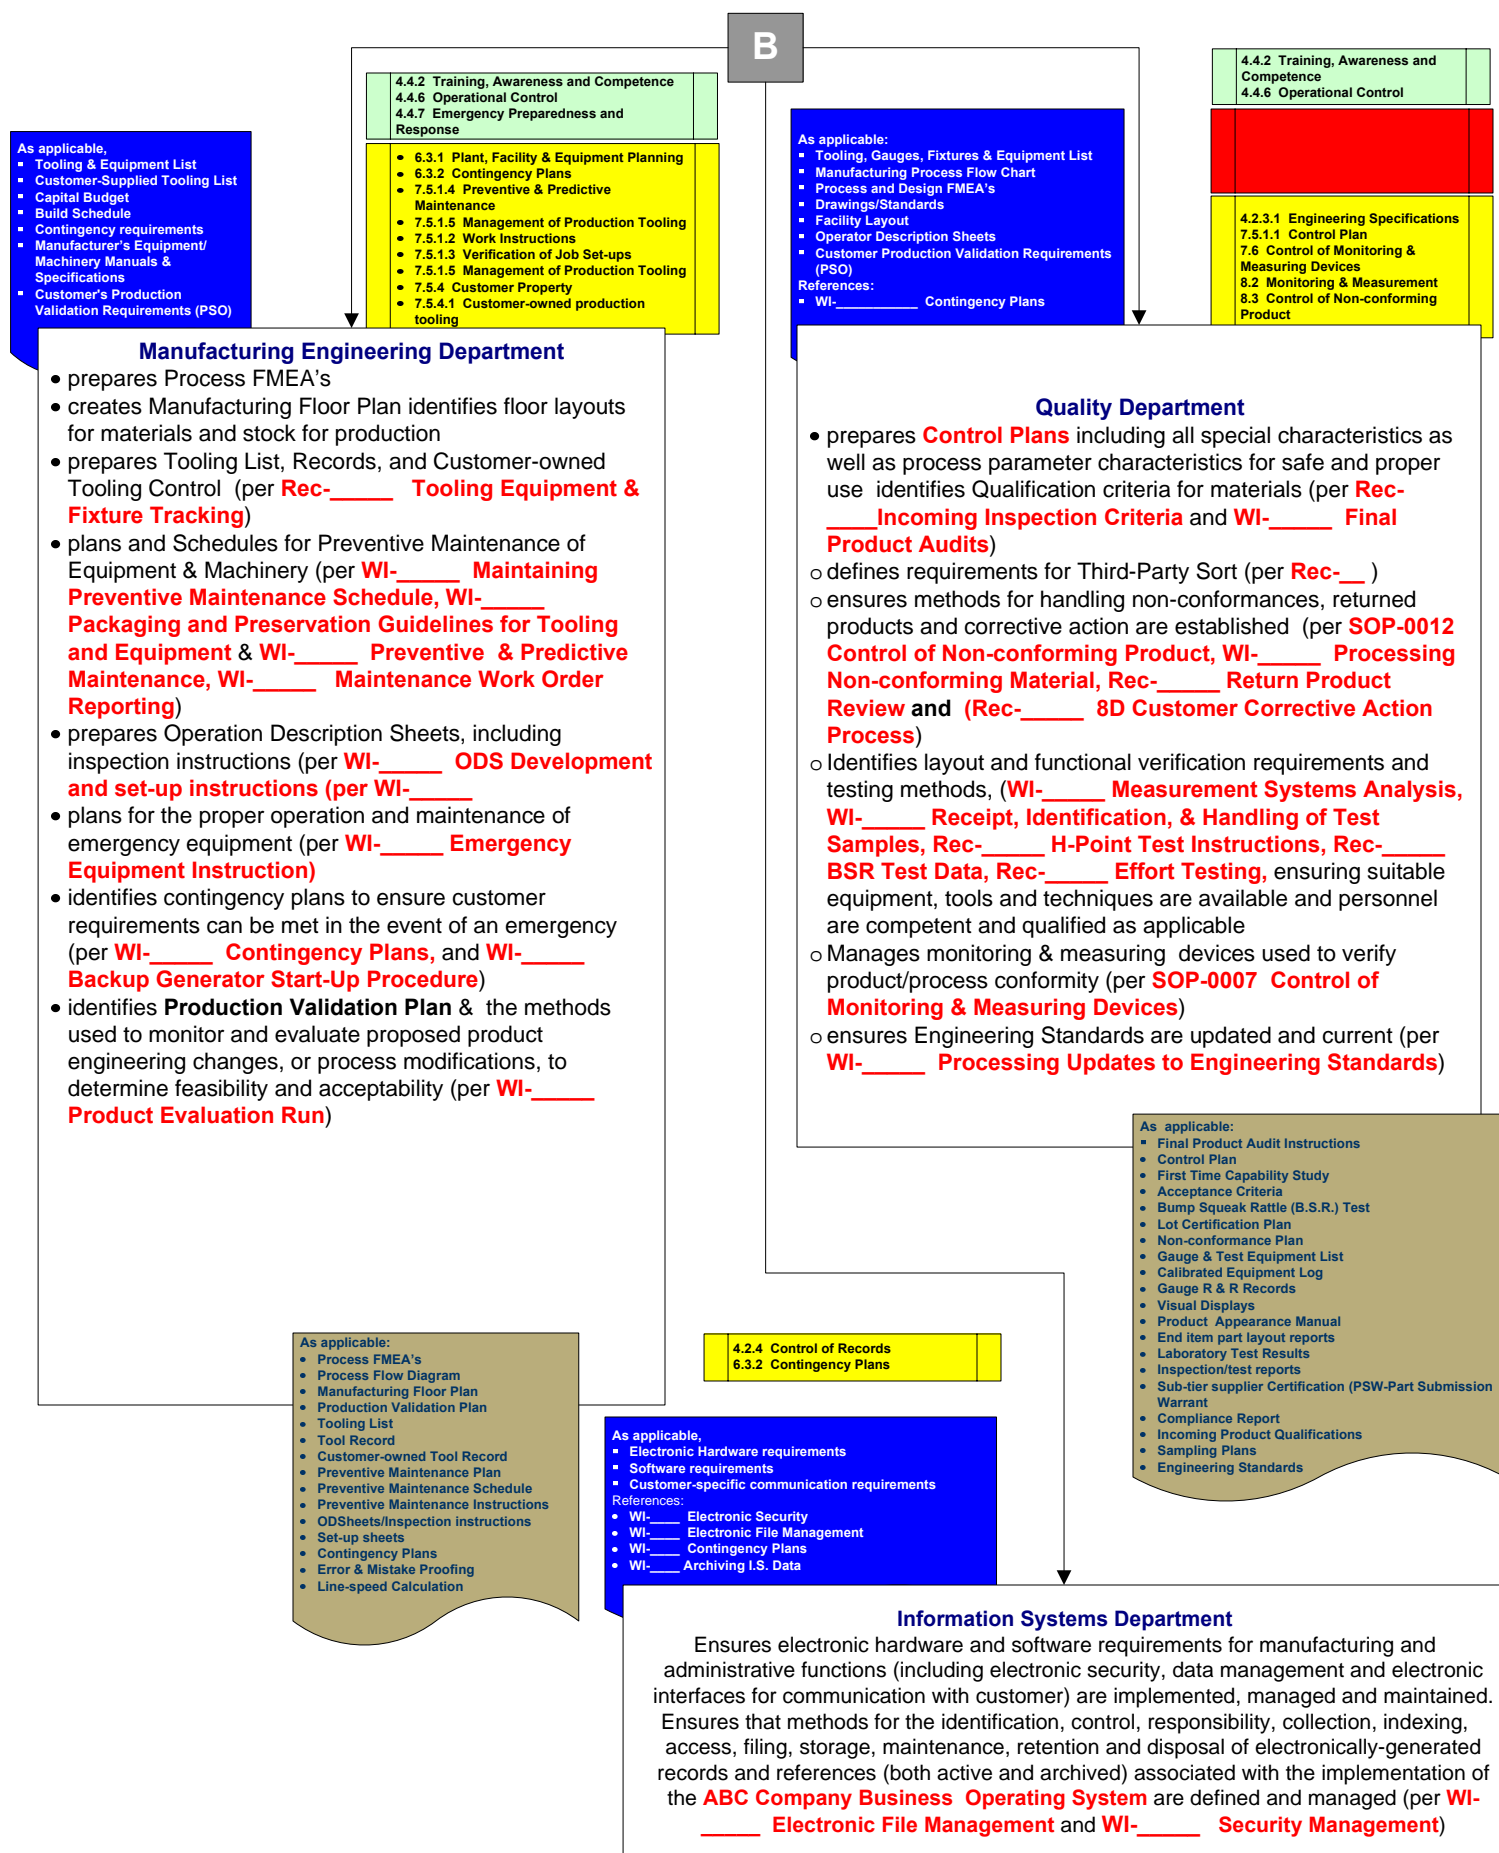 B
4.4.2 Training, Awareness and Competence
4.4.6 Operational Control
4.4.7 Emergency Preparedness and
Response
4.4.2 Training, Awareness and
Competence
4.4.6 Operational Control
As applicable,
▪ Tooling & Equipment List
▪ Customer-Supplied Tooling List
▪ Capital Budget
▪ Build Schedule
▪ Contingency requirements
▪ Manufacturer's Equipment/
Machinery Manuals &
Specifications
▪ Customer's Production
Validation Requirements (PSO)
• 6.3.1 Plant, Facility & Equipment Planning
• 6.3.2 Contingency Plans
• 7.5.1.4 Preventive & Predictive
Maintenance
• 7.5.1.5 Management of Production Tooling
• 7.5.1.2 Work Instructions
• 7.5.1.3 Verification of Job Set-ups
• 7.5.1.5 Management of Production Tooling
• 7.5.4 Customer Property
• 7.5.4.1 Customer-owned production
tooling
As applicable:
▪ Tooling, Gauges, Fixtures & Equipment List
▪ Manufacturing Process Flow Chart
▪ Process and Design FMEA's
▪ Drawings/Standards
▪ Facility Layout
▪ Operator Description Sheets
▪ Customer Production Validation Requirements
(PSO)
References:
▪ WI-___________ Contingency Plans
4.2.3.1 Engineering Specifications
7.5.1.1 Control Plan
7.6 Control of Monitoring &
Measuring Devices
8.2 Monitoring & Measurement
8.3 Control of Non-conforming
Product
Manufacturing Engineering Department
• prepares Process FMEA's
• creates Manufacturing Floor Plan identifies floor layouts
for materials and stock for production
• prepares Tooling List, Records, and Customer-owned
Tooling Control (per Rec-_____ Tooling Equipment &
Fixture Tracking)
• plans and Schedules for Preventive Maintenance of
Equipment & Machinery (per WI-_____ Maintaining
Preventive Maintenance Schedule, WI-_____
Packaging and Preservation Guidelines for Tooling
and Equipment & WI-_____ Preventive & Predictive
Maintenance, WI-_____ Maintenance Work Order
Reporting)
• prepares Operation Description Sheets, including
inspection instructions (per WI-_____ ODS Development
and set-up instructions (per WI-_____
• plans for the proper operation and maintenance of
emergency equipment (per WI-_____ Emergency
Equipment Instruction)
• identifies contingency plans to ensure customer
requirements can be met in the event of an emergency
(per WI-_____ Contingency Plans, and WI-_____
Backup Generator Start-Up Procedure)
• identifies Production Validation Plan & the methods
used to monitor and evaluate proposed product
engineering changes, or process modifications, to
determine feasibility and acceptability (per WI-_____
Product Evaluation Run)
Quality Department
• prepares Control Plans including all special characteristics as
well as process parameter characteristics for safe and proper
use identifies Qualification criteria for materials (per Rec-
____Incoming Inspection Criteria and WI-_____ Final
Product Audits)
o defines requirements for Third-Party Sort (per Rec-__ )
o ensures methods for handling non-conformances, returned
products and corrective action are established (per SOP-0012
Control of Non-conforming Product, WI-_____ Processing
Non-conforming Material, Rec-_____ Return Product
Review and (Rec-_____ 8D Customer Corrective Action
Process)
o Identifies layout and functional verification requirements and
testing methods, (WI-_____ Measurement Systems Analysis,
WI-_____ Receipt, Identification, & Handling of Test
Samples, Rec-_____ H-Point Test Instructions, Rec-_____
BSR Test Data, Rec-_____ Effort Testing, ensuring suitable
equipment, tools and techniques are available and personnel
are competent and qualified as applicable
o Manages monitoring & measuring devices used to verify
product/process conformity (per SOP-0007 Control of
Monitoring & Measuring Devices)
o ensures Engineering Standards are updated and current (per
WI-_____ Processing Updates to Engineering Standards)
As applicable:
▪ Final Product Audit Instructions
• Control Plan
• First Time Capability Study
• Acceptance Criteria
• Bump Squeak Rattle (B.S.R.) Test
• Lot Certification Plan
• Non-conformance Plan
• Gauge & Test Equipment List
• Calibrated Equipment Log
• Gauge R & R Records
• Visual Displays
• Product Appearance Manual
• End item part layout reports
• Laboratory Test Results
• Inspection/test reports
• Sub-tier supplier Certification (PSW-Part Submission
Warrant
• Compliance Report
• Incoming Product Qualifications
• Sampling Plans
• Engineering Standards
As applicable:
• Process FMEA's
• Process Flow Diagram
• Manufacturing Floor Plan
• Production Validation Plan
• Tooling List
• Tool Record
• Customer-owned Tool Record
• Preventive Maintenance Plan
• Preventive Maintenance Schedule
• Preventive Maintenance Instructions
• ODSheets/Inspection instructions
• Set-up sheets
• Contingency Plans
• Error & Mistake Proofing
• Line-speed Calculation
4.2.4 Control of Records
6.3.2 Contingency Plans
As applicable,
▪ Electronic Hardware requirements
▪ Software requirements
▪ Customer-specific communication requirements
References:
• WI-____ Electronic Security
• WI-____ Electronic File Management
• WI-____ Contingency Plans
• WI-____ Archiving I.S. Data
Information Systems Department
Ensures electronic hardware and software requirements for manufacturing and
administrative functions (including electronic security, data management and electronic
interfaces for communication with customer) are implemented, managed and maintained.
Ensures that methods for the identification, control, responsibility, collection, indexing,
access, filing, storage, maintenance, retention and disposal of electronically-generated
records and references (both active and archived) associated with the implementation of
the ABC Company Business Operating System are defined and managed (per WI-
_____ Electronic File Management and WI-_____ Security Management)